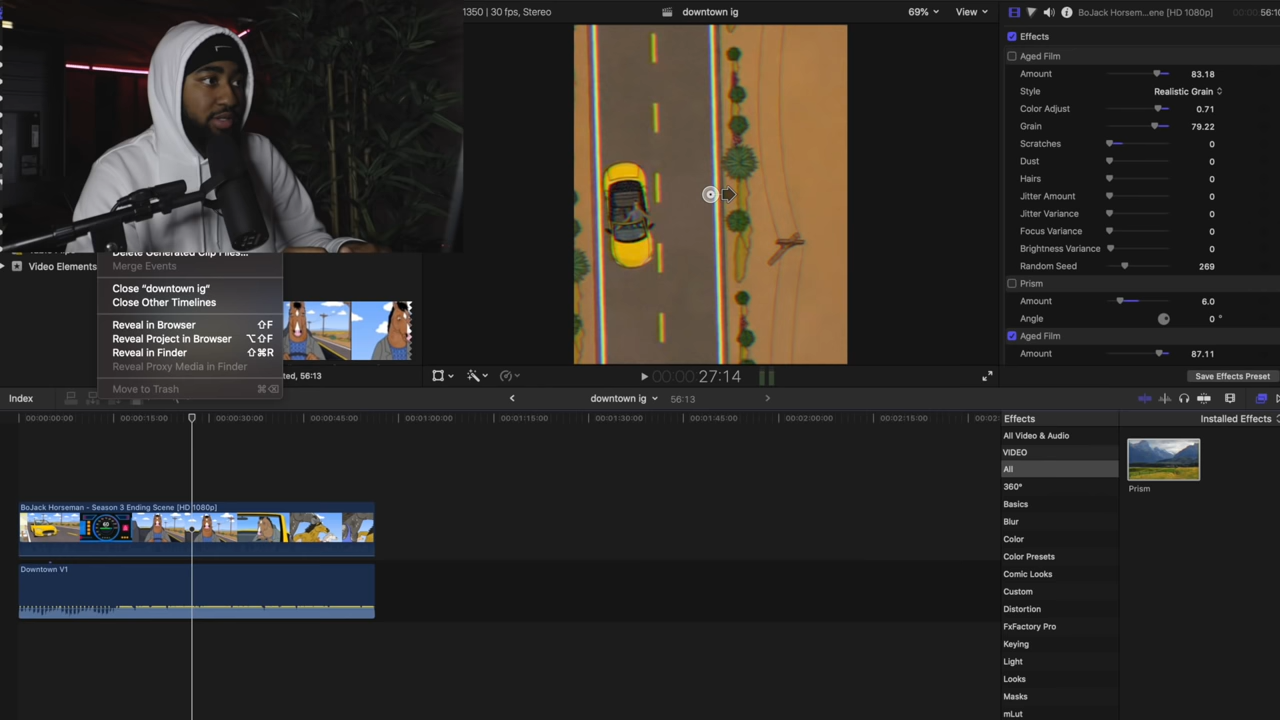 1350 | 30 fps, Stereo
downtown ig
69%
View
BoJack Horsem...ene [HD 1080p]
Effects
Aged Film
Amount 83.18
Style Realistic Grain
Color Adjust 0.71
Grain 79.22
Scratches 0
Dust 0
Hairs 0
Jitter Amount 0
Jitter Variance 0
Focus Variance 0
Brightness Variance 0
Random Seed 269
Prism
Amount 6.0
Angle 0 °
Aged Film
Amount 87.11
Save Effects Preset
Video Elements
Delete Generated Clip Files...
Merge Events
Close “downtown ig”
Close Other Timelines
Reveal in Browser ⇧F
Reveal Project in Browser ⌥⇧F
Reveal in Finder ⇧⌘R
Reveal Proxy Media in Finder
Move to Trash ⌘⌫
ted, 56:13
00:00 27:14
Index
downtown ig
56:13
00:00:00:00
00:00:15:00
00:00:30:00
00:00:45:00
00:01:00:00
00:01:15:00
00:01:30:00
00:01:45:00
00:02:00:00
00:02:15:00
BoJack Horseman - Season 3 Ending Scene [HD 1080p]
Downtown V1
Effects
Installed Effects
All Video & Audio
VIDEO
All
360°
Basics
Blur
Color
Color Presets
Comic Looks
Custom
Distortion
FxFactory Pro
Keying
Light
Looks
Masks
mLut
Prism